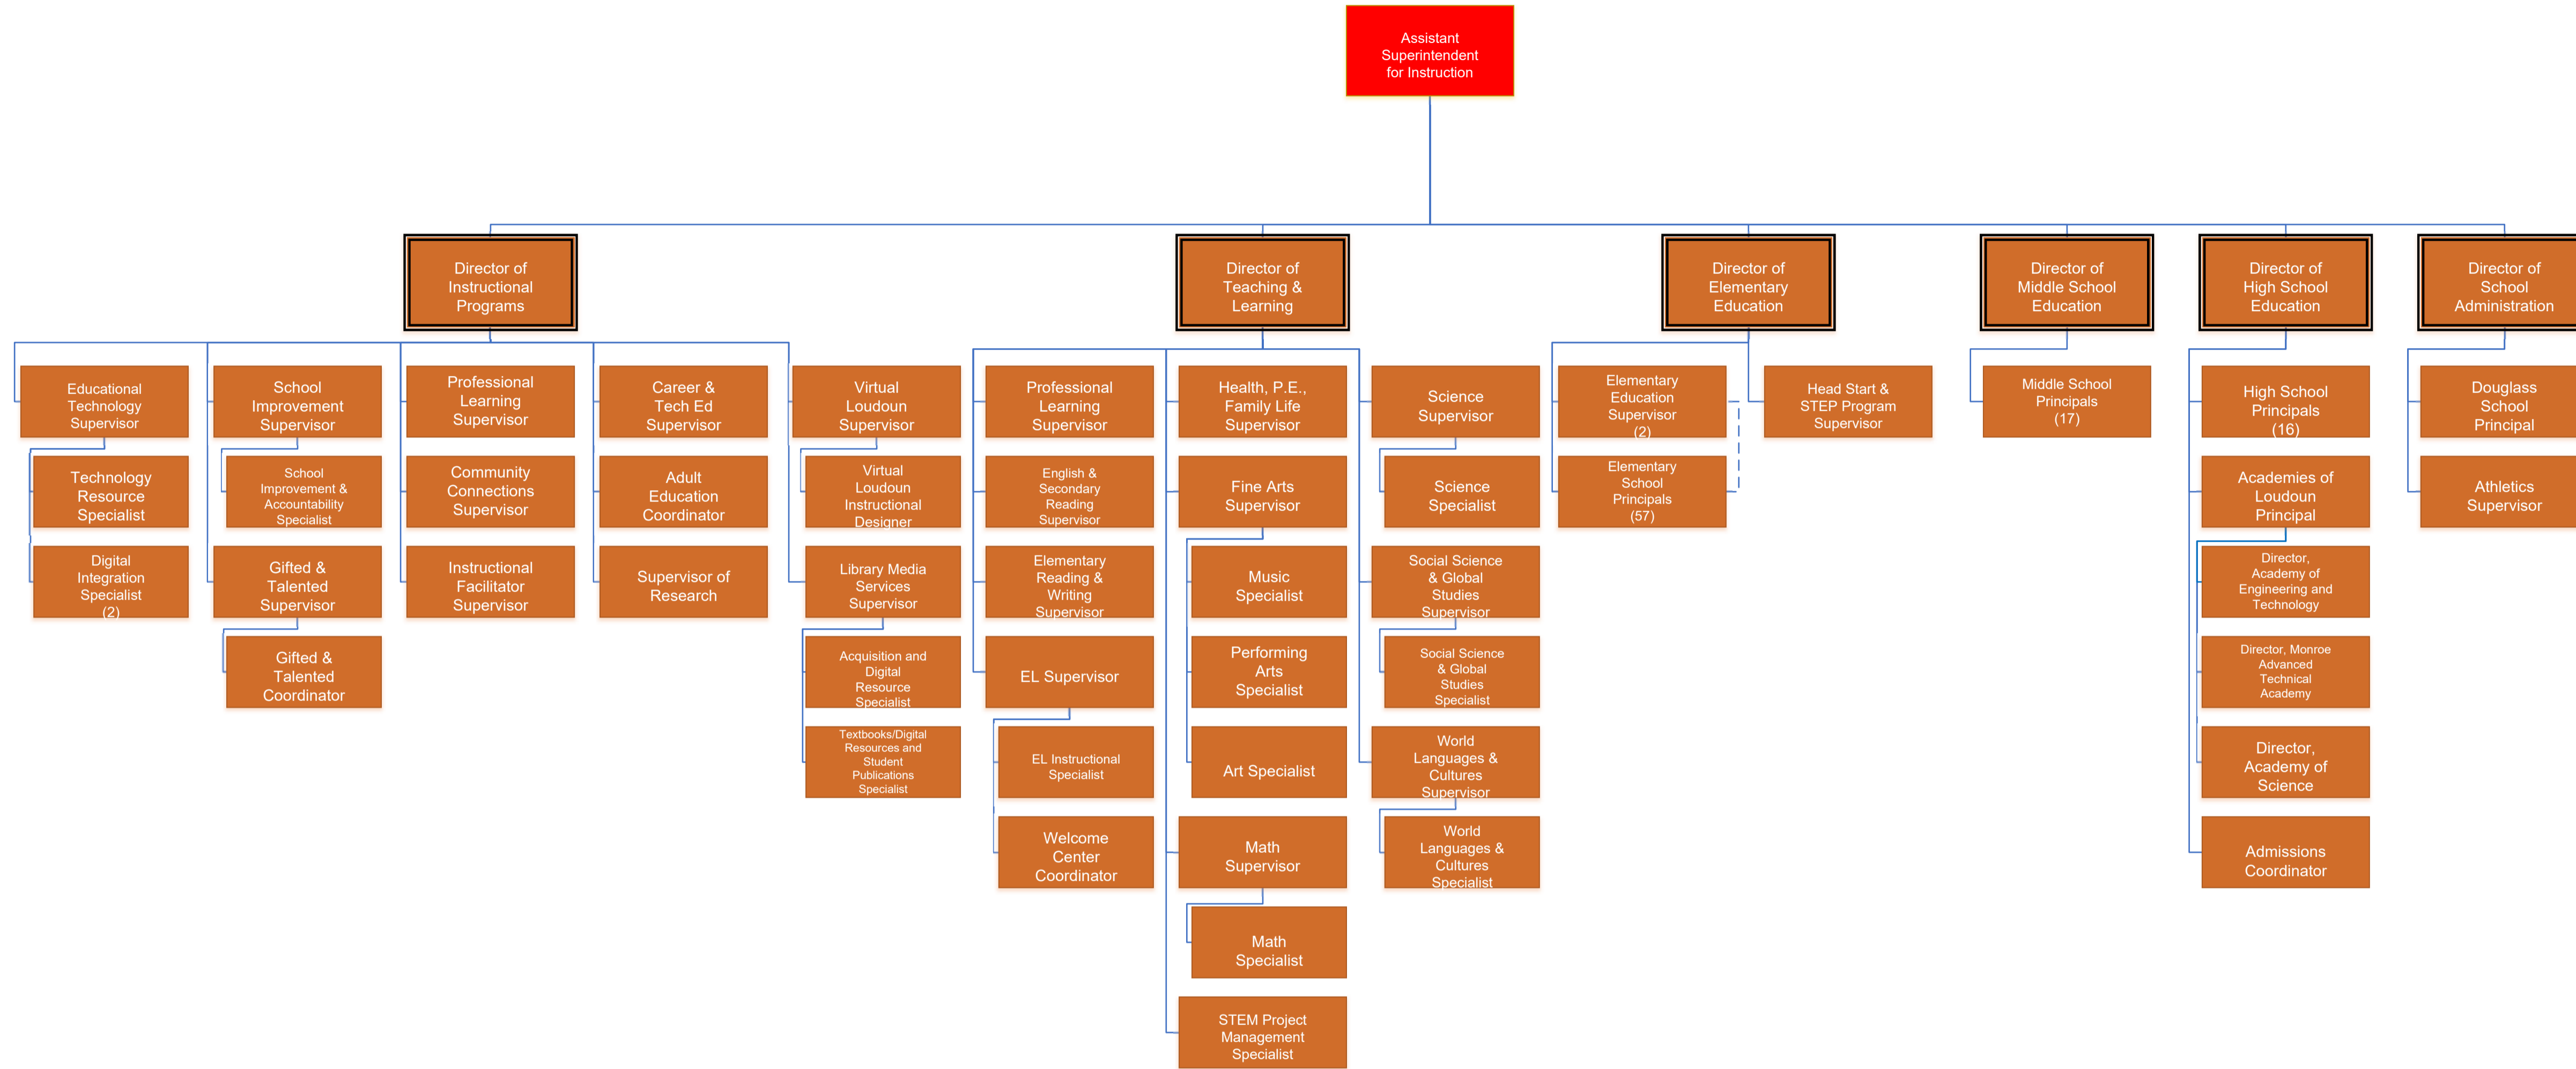 Assistant
Superintendent
for Instruction
Director of
Instructional
Programs
Director of
Teaching &
Learning
Director of
Elementary
Education
Director of
Middle School
Education
Director of
High School
Education
Director of
School
Administration
Educational
Technology
Supervisor
Technology
Resource
Specialist
Digital
Integration
Specialist
(2)
School
Improvement
Supervisor
School
Improvement &
Accountability
Specialist
Gifted &
Talented
Supervisor
Gifted &
Talented
Coordinator
Professional
Learning
Supervisor
Community
Connections
Supervisor
Instructional
Facilitator
Supervisor
Career &
Tech Ed
Supervisor
Adult
Education
Coordinator
Supervisor of
Research
Virtual
Loudoun
Supervisor
Virtual
Loudoun
Instructional
Designer
Library Media
Services
Supervisor
Acquisition and
Digital
Resource
Specialist
Textbooks/Digital
Resources and
Student
Publications
Specialist
Professional
Learning
Supervisor
English &
Secondary
Reading
Supervisor
Elementary
Reading &
Writing
Supervisor
EL Supervisor
EL Instructional
Specialist
Welcome
Center
Coordinator
Health, P.E.,
Family Life
Supervisor
Fine Arts
Supervisor
Music
Specialist
Performing
Arts
Specialist
Art Specialist
Math
Supervisor
Math
Specialist
STEM Project
Management
Specialist
Science
Supervisor
Science
Specialist
Social Science
& Global
Studies
Supervisor
Social Science
& Global
Studies
Specialist
World
Languages &
Cultures
Supervisor
World
Languages &
Cultures
Specialist
Elementary
Education
Supervisor
(2)
Elementary
School
Principals
(57)
Head Start &
STEP Program
Supervisor
Middle School
Principals
(17)
High School
Principals
(16)
Academies of
Loudoun
Principal
Director,
Academy of
Engineering and
Technology
Director, Monroe
Advanced
Technical
Academy
Director,
Academy of
Science
Admissions
Coordinator
Douglass
School
Principal
Athletics
Supervisor